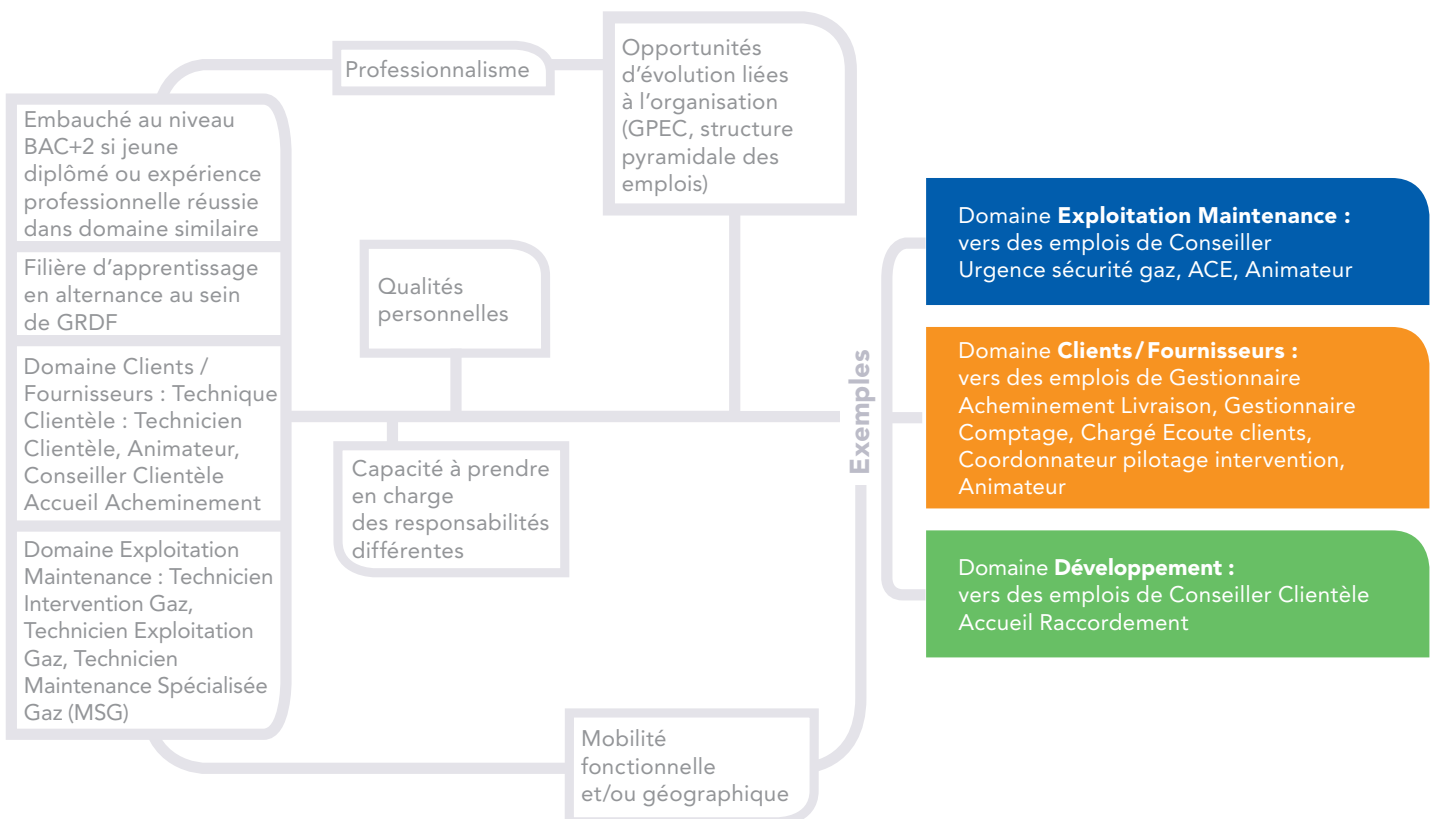 Professionnalisme
Opportunités
d’évolution liées
à l’organisation
(GPEC, structure
pyramidale des
emplois)
Embauché au niveau
BAC+2 si jeune
diplômé ou expérience
professionnelle réussie
dans domaine similaire
Filière d’apprentissage
en alternance au sein
de GRDF
Domaine Clients /
Fournisseurs : Technique
Clientèle : Technicien
Clientèle, Animateur,
Conseiller Clientèle
Accueil Acheminement
Domaine Exploitation
Maintenance : Technicien
Intervention Gaz,
Technicien Exploitation
Gaz, Technicien
Maintenance Spécialisée
Gaz (MSG)
Qualités
personnelles
Capacité à prendre
en charge
des responsabilités
différentes
Mobilité
fonctionnelle
et/ou géographique
Exemples
Domaine Exploitation Maintenance :
vers des emplois de Conseiller
Urgence sécurité gaz, ACE, Animateur
Domaine Clients / Fournisseurs :
vers des emplois de Gestionnaire
Acheminement Livraison, Gestionnaire
Comptage, Chargé Ecoute clients,
Coordonnateur pilotage intervention,
Animateur
Domaine Développement :
vers des emplois de Conseiller Clientèle
Accueil Raccordement